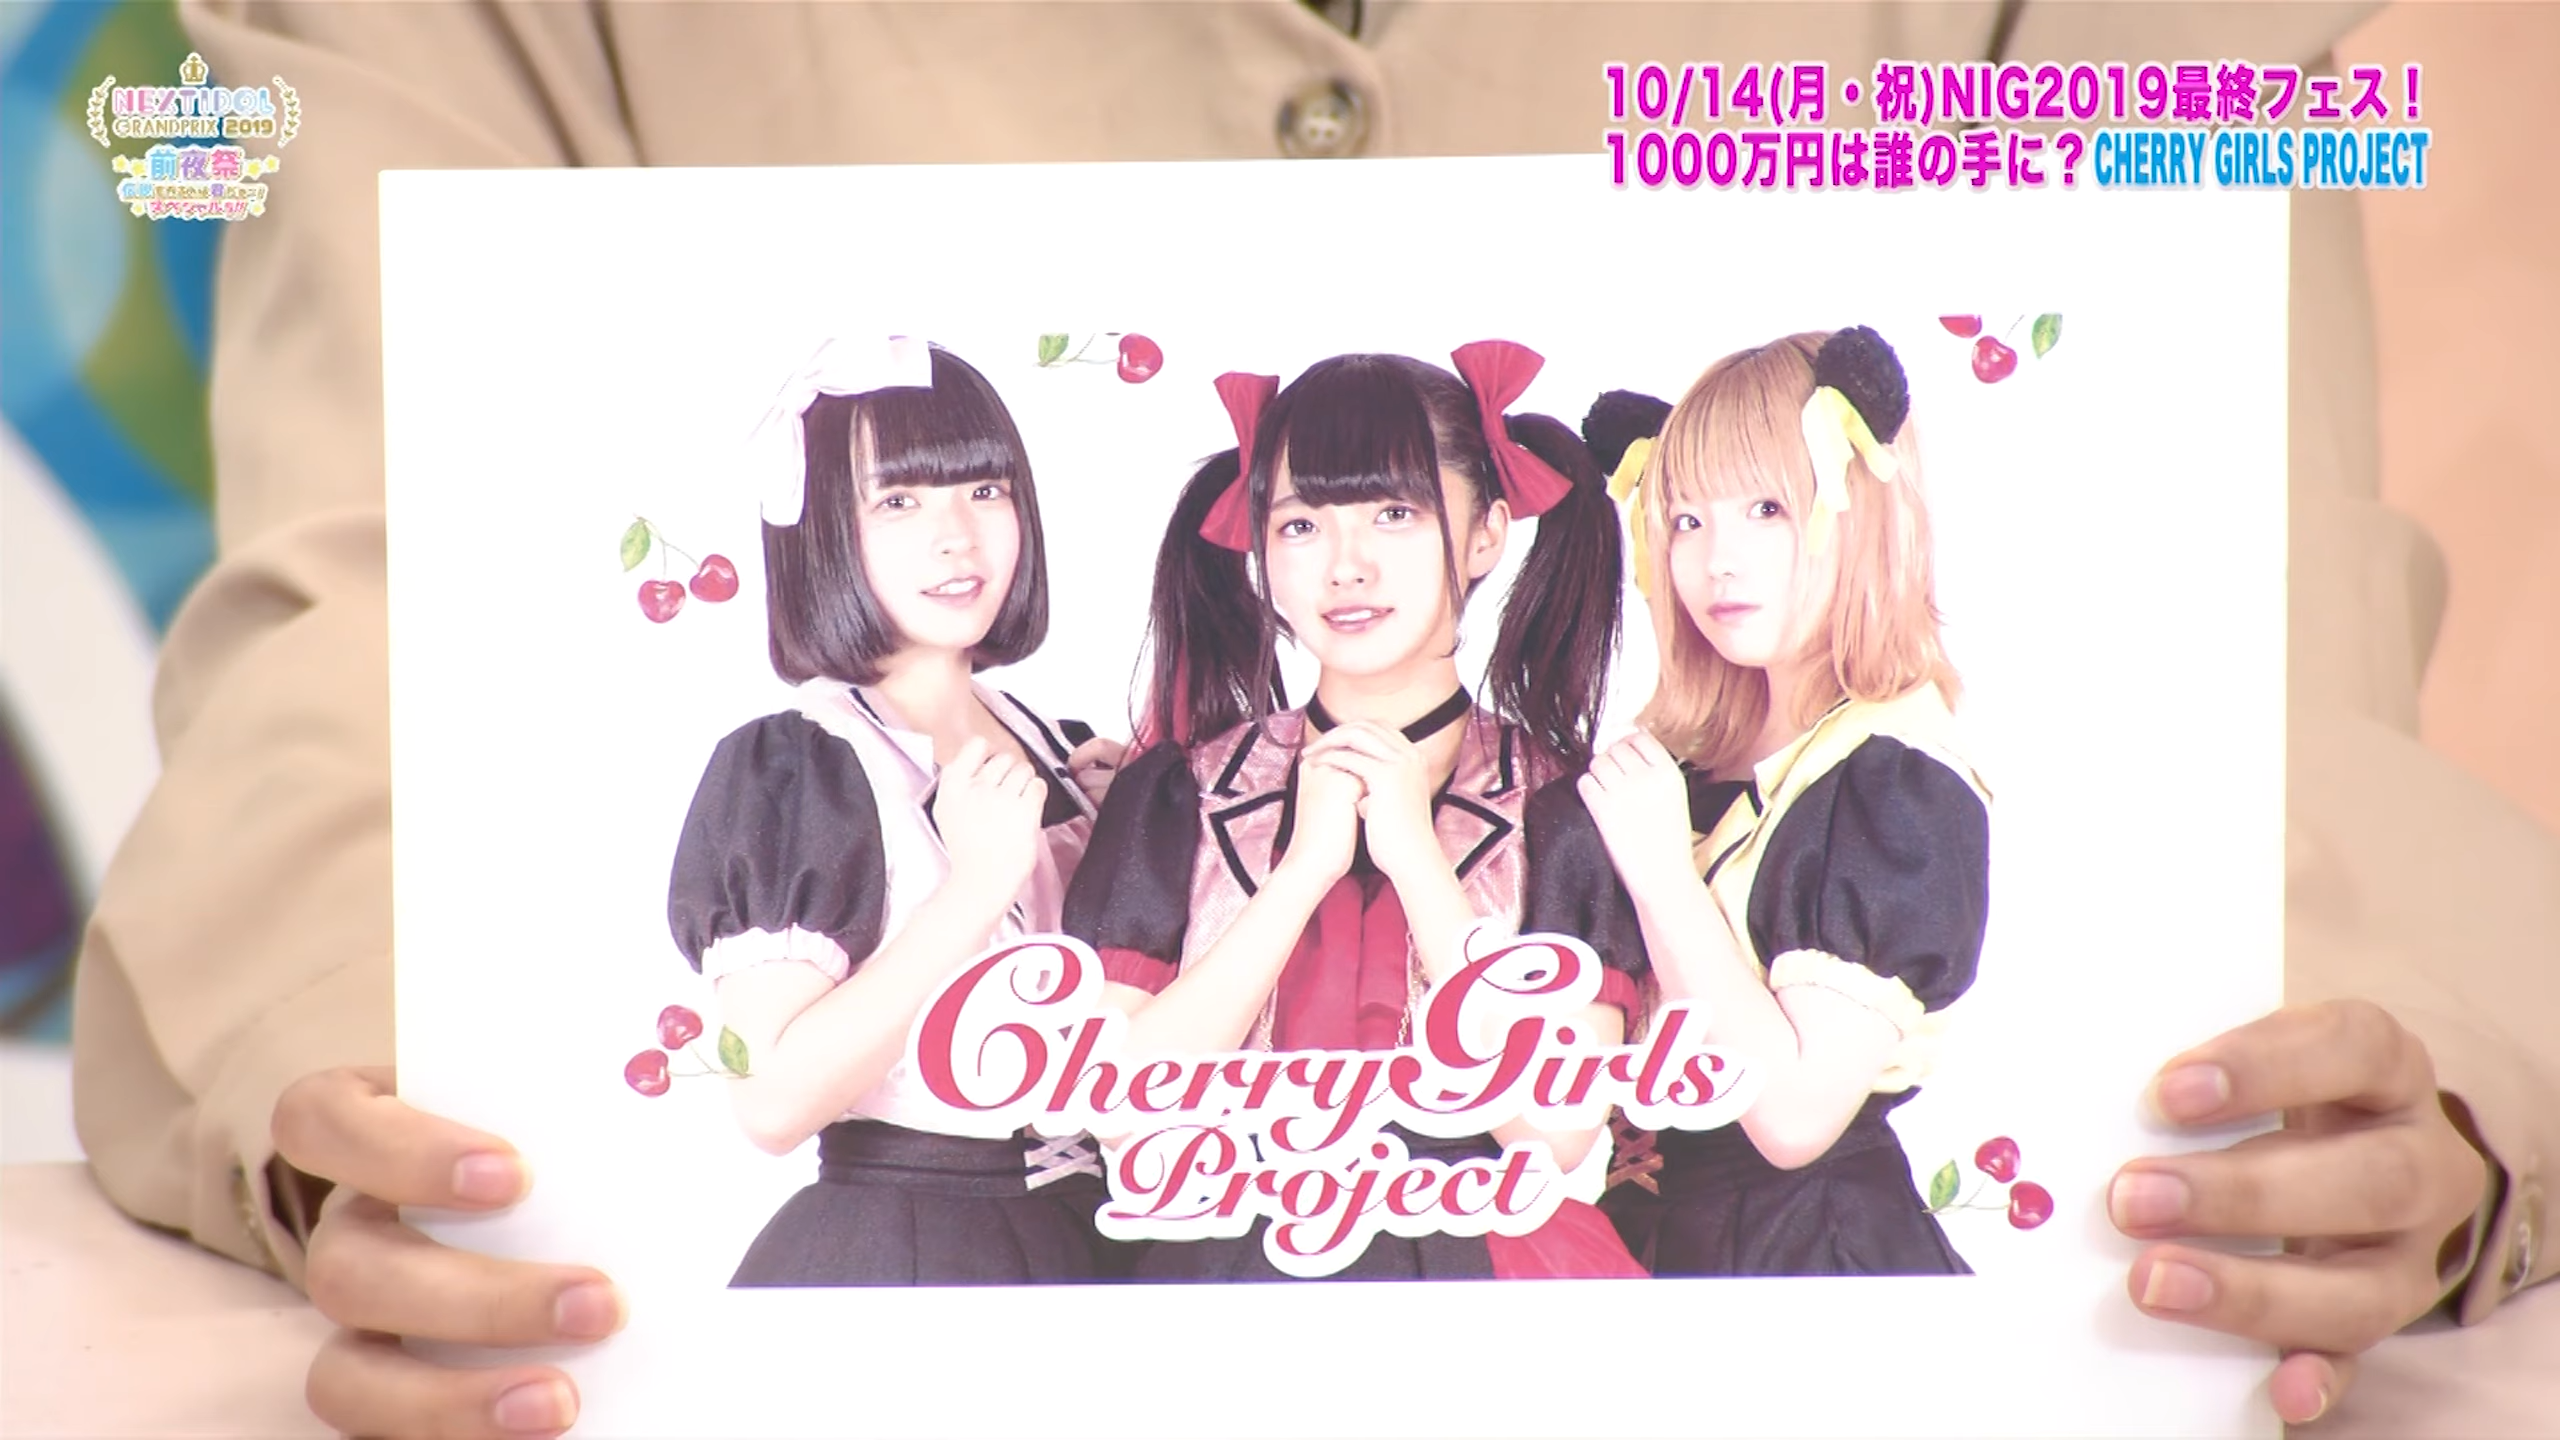 NEXT IDOL
GRANDPRIX 2019
前夜祭
10/14(月・祝)NIG2019最終フェス！
1000万円は誰の手に？CHERRY GIRLS PROJECT
Cherry Girls
Project